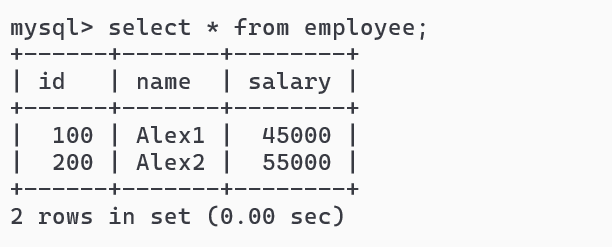 mysql> select * from employee;
+------+-------+--------+
| id   | name  | salary |
+------+-------+--------+
|  100 | Alex1 |  45000 |
|  200 | Alex2 |  55000 |
+------+-------+--------+
2 rows in set (0.00 sec)